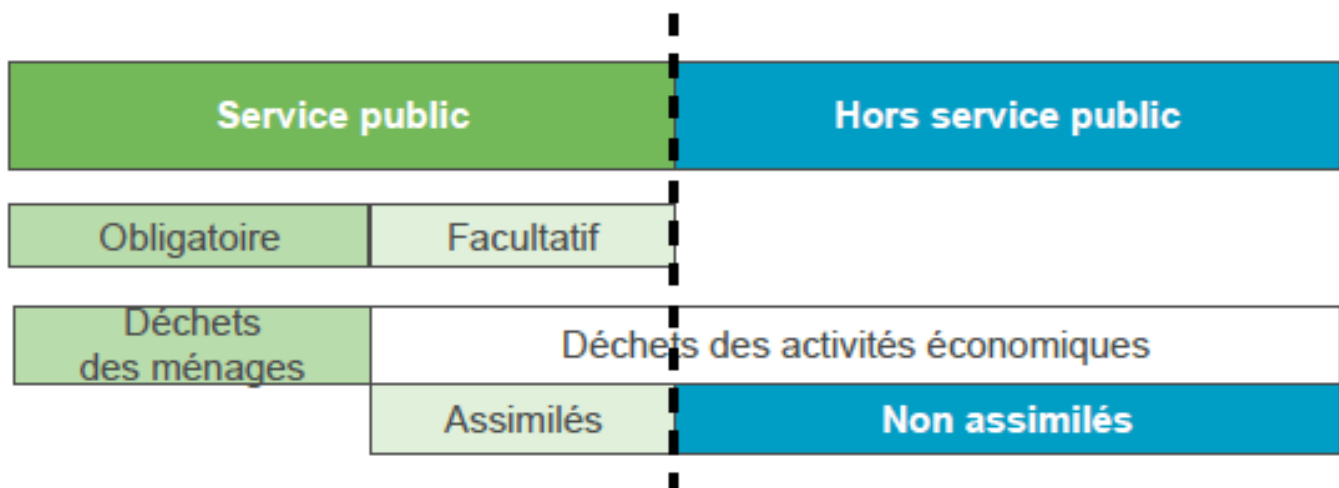 Service public
Hors service public
Obligatoire
Facultatif
Déchets
des ménages
Déchets des activités économiques
Assimilés
Non assimilés